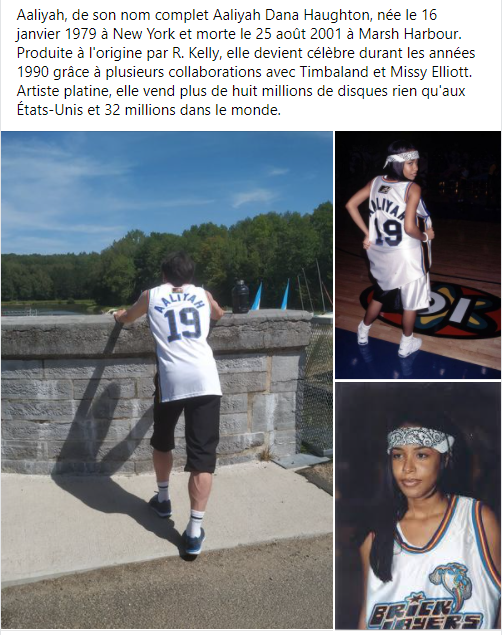 Aaliyah, de son nom complet Aaliyah Dana Haughton, née le 16
janvier 1979 à New York et morte le 25 août 2001 à Marsh Harbour.
Produite à l'origine par R. Kelly, elle devient célèbre durant les années
1990 grâce à plusieurs collaborations avec Timbaland et Missy Elliott.
Artiste platine, elle vend plus de huit millions de disques rien qu'aux
États-Unis et 32 millions dans le monde.
AALIYAH
19
AALIYAH
19
BRICK
LAYERS